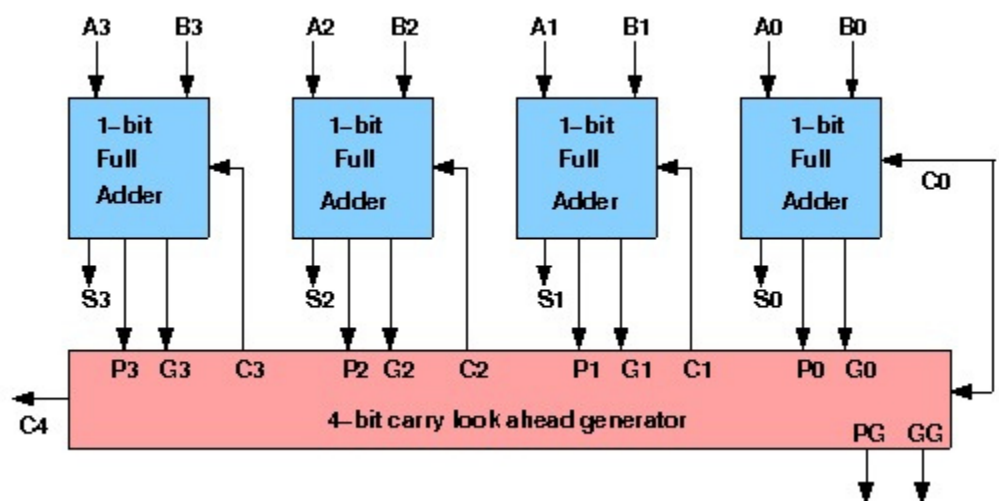 A3 B3 A2 B2 A1 B1 A0 B0
1-bit Full Adder
1-bit Full Adder
1-bit Full Adder
1-bit Full Adder
C0
S3 S2 S1 S0
P3 G3 C3 P2 G2 C2 P1 G1 C1 P0 G0
C4
4-bit carry look ahead generator
PG GG